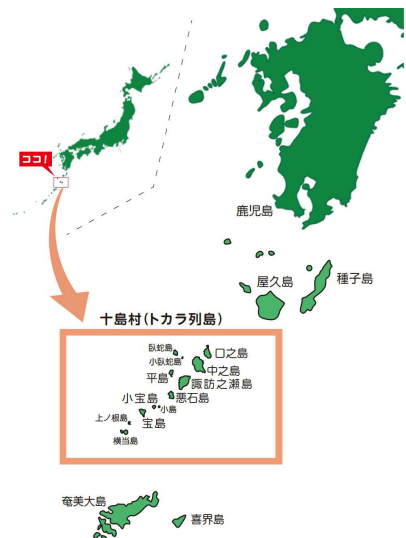 ココ!
鹿児島
屋久島
種子島
十島村(トカラ列島)
臥蛇島
口之島
小臥蛇島
中之島
平島
諏訪之瀬島
小宝島
悪石島
小島
上ノ根島
宝島
横当島
奄美大島
喜界島